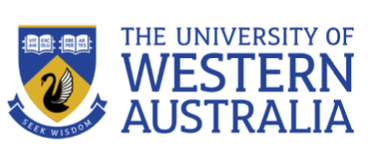 THE UNIVERSITY OF
WESTERN
AUSTRALIA
SEEK WISDOM